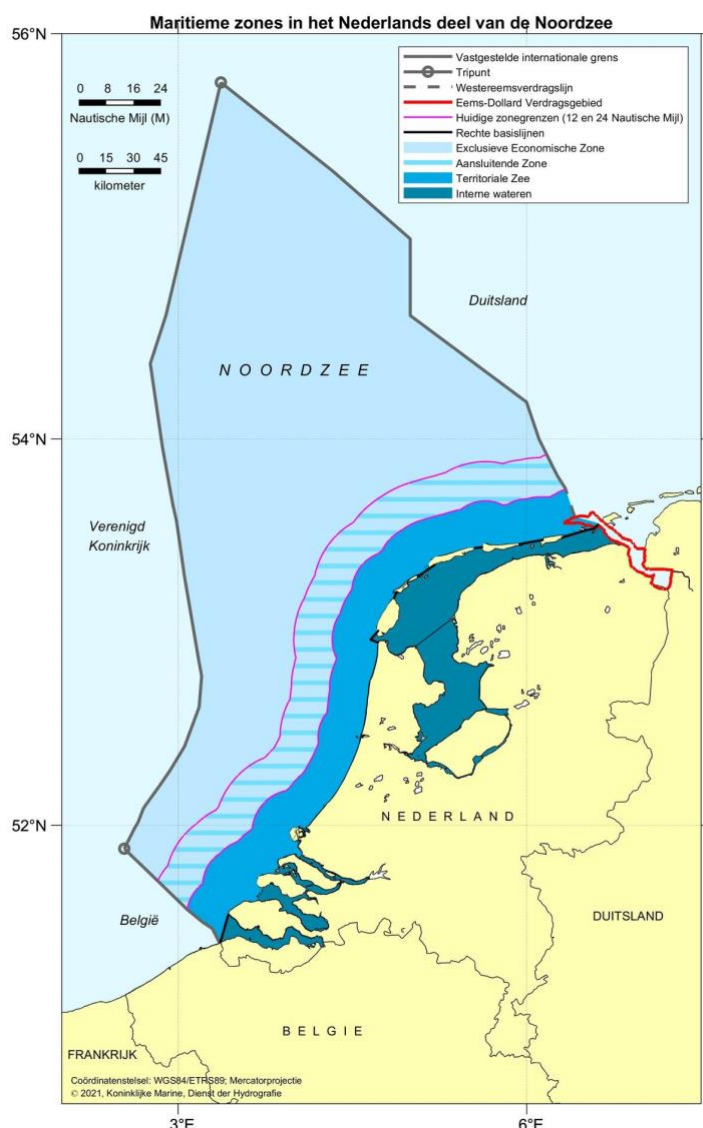 Maritieme zones in het Nederlands deel van de Noordzee
56°N
0 8 16 24
Nautische Mijl (M)
0 15 30 45
kilometer
Vastgestelde internationale grens
Tripunt
Westereemsverdragslijn
Eems-Dollard Verdragsgebied
Huidige zonegrenzen (12 en 24 Nautische Mijl)
Rechte basislijnen
Exclusieve Economische Zone
Aansluitende Zone
Territoriale Zee
Interne wateren
Duitsland
NOORDZEE
54°N
Verenigd
Koninkrijk
52°N
NEDERLAND
België
DUITSLAND
BELGIE
FRANKRIJK
Coördinatenstelsel: WGS84/ETRS89; Mercatorprojectie
© 2021, Koninklijke Marine, Dienst der Hydrografie
3°E
6°E